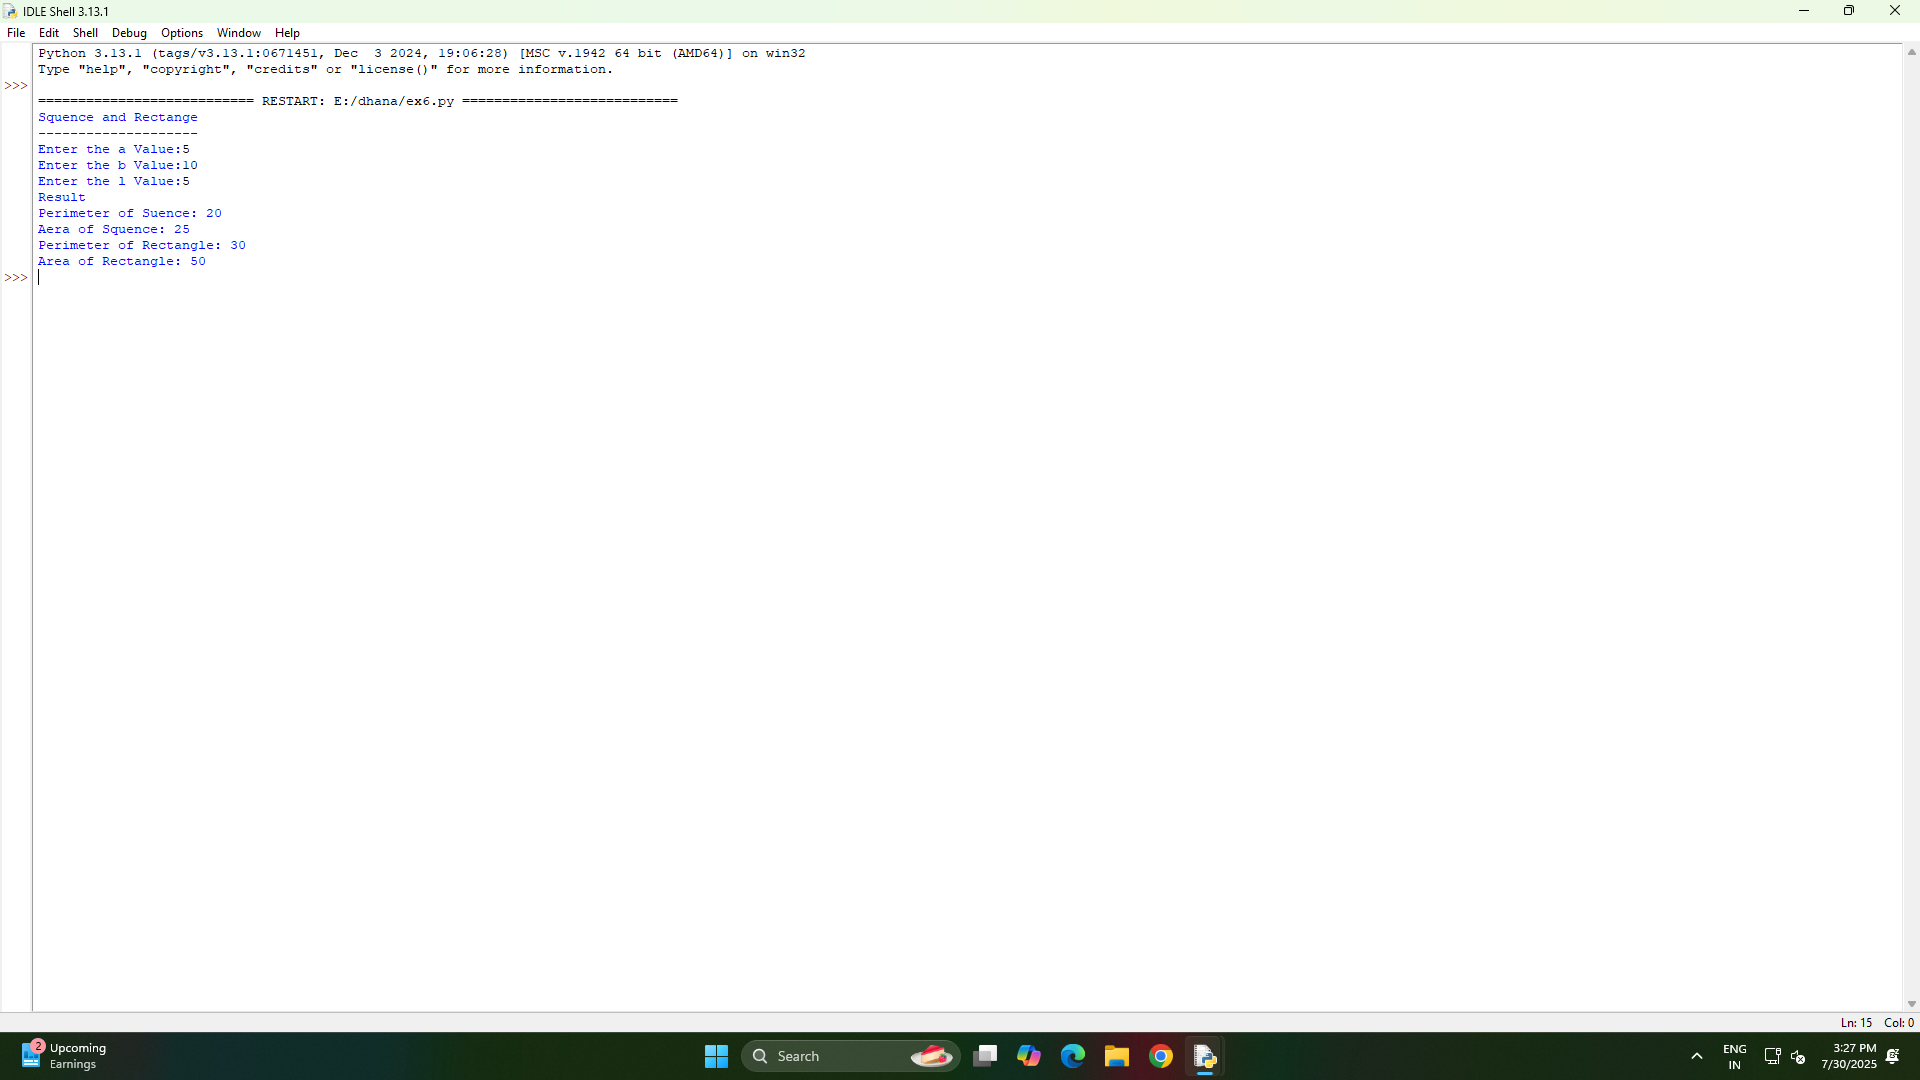 IDLE Shell 3.13.1
File Edit Shell Debug Options Window Help
Python 3.13.1 (tags/v3.13.1:0671451, Dec  3 2024, 19:06:28) [MSC v.1942 64 bit (AMD64)] on win32
Type "help", "copyright", "credits" or "license()" for more information.
>>>
=========================== RESTART: E:/dhana/ex6.py ===========================
Squence and Rectange
--------------------
Enter the a Value:5
Enter the b Value:10
Enter the l Value:5
Result
Perimeter of Suence: 20
Aera of Squence: 25
Perimeter of Rectangle: 30
Area of Rectangle: 50
>>>
Ln: 15 Col: 0
2
Upcoming
Earnings
Search
ENG
IN
3:27 PM
7/30/2025